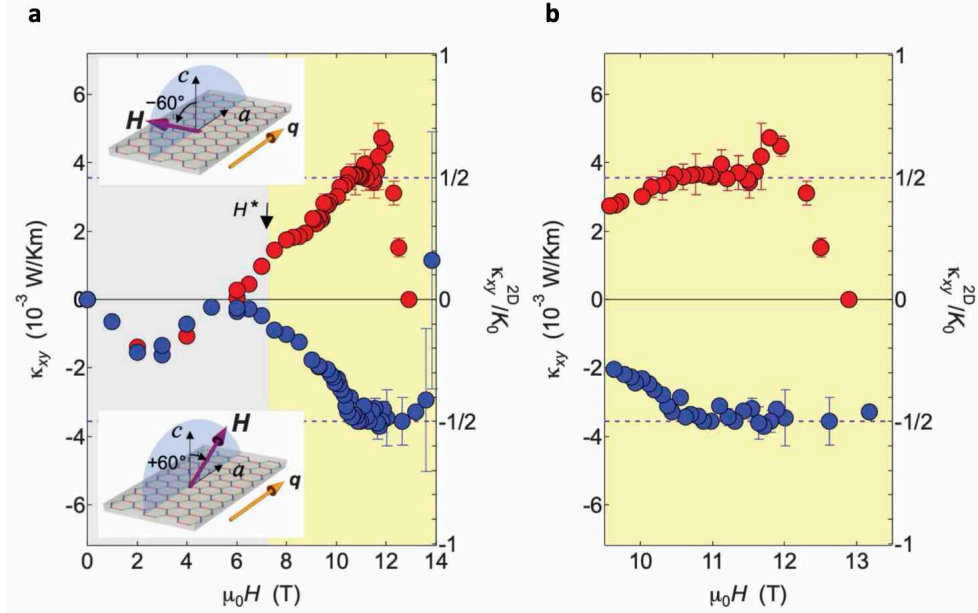 a
b
6
4
2
0
-2
-4
-6
κxy (10⁻³ W/Km)
c
−60°
H
a
q
H*
c
H
+60°
a
q
1
1/2
0
-1/2
-1
κxy²ᴰ/K₀
0 2 4 6 8 10 12 14
μ₀H (T)
6
4
2
0
-2
-4
-6
κxy (10⁻³ W/Km)
1
1/2
0
-1/2
-1
κxy²ᴰ/K₀
10 11 12 13
μ₀H (T)